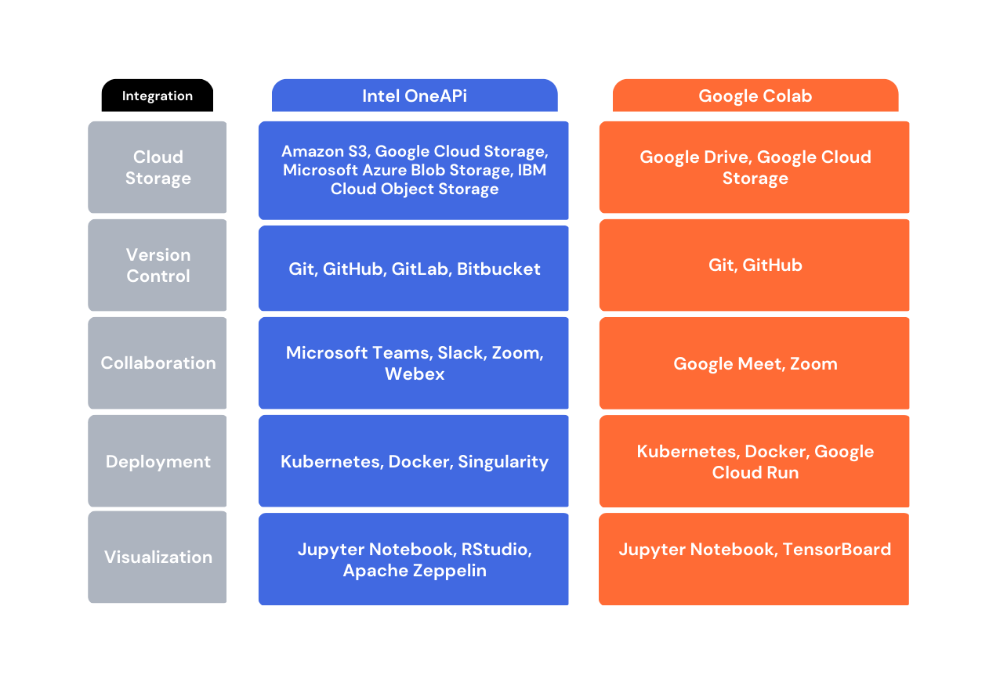 Integration
Intel OneAPi
Google Colab
Cloud
Storage
Amazon S3, Google Cloud Storage,
Microsoft Azure Blob Storage, IBM
Cloud Object Storage
Google Drive, Google Cloud
Storage
Version
Control
Git, GitHub, GitLab, Bitbucket
Git, GitHub
Collaboration
Microsoft Teams, Slack, Zoom,
Webex
Google Meet, Zoom
Deployment
Kubernetes, Docker, Singularity
Kubernetes, Docker, Google
Cloud Run
Visualization
Jupyter Notebook, RStudio,
Apache Zeppelin
Jupyter Notebook, TensorBoard